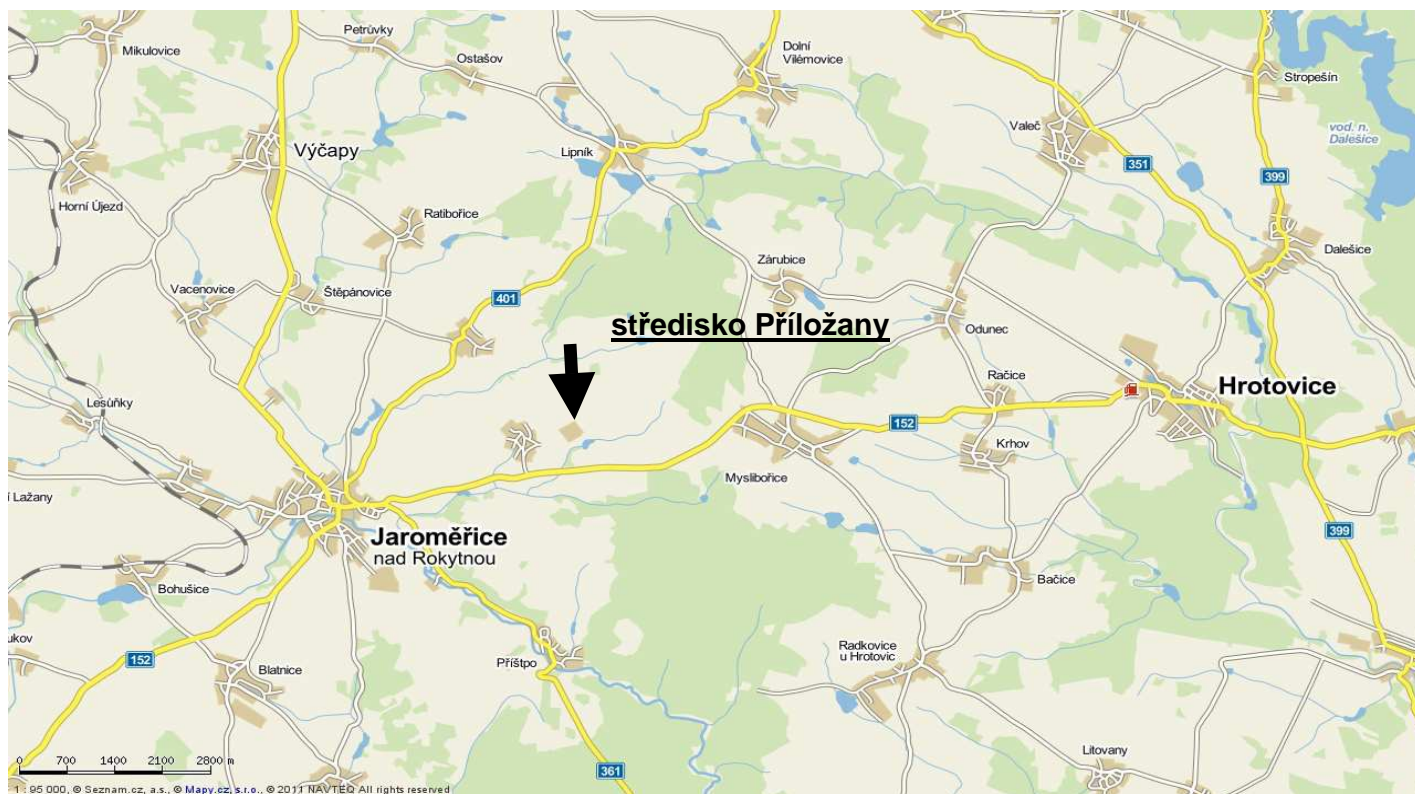 Mikulovice
Petrůvky
Ostašov
Dolní
Vilémovice
Stropešín
Valeč
vod. n.
Dalešice
Výčapy
Lipník
351
399
Horní Újezd
Ratibořice
Dalešice
Zárubice
Vacenovice
Štěpánovice
401
středisko Příložany
Odunec
Račice
Hrotovice
Lesůňky
152
Krhov
Myslibořice
í Lažany
Jaroměřice
nad Rokytnou
399
Bačice
Bohušice
ukov
152
Blatnice
Příštpo
Radkovice
u Hrotovic
Litovany
361
0 700 1400 2100 2800 m
1 : 95 000, © Seznam.cz, a.s., © Mapy.cz, s.r.o., © 2011 NAVTEQ All rights reserved